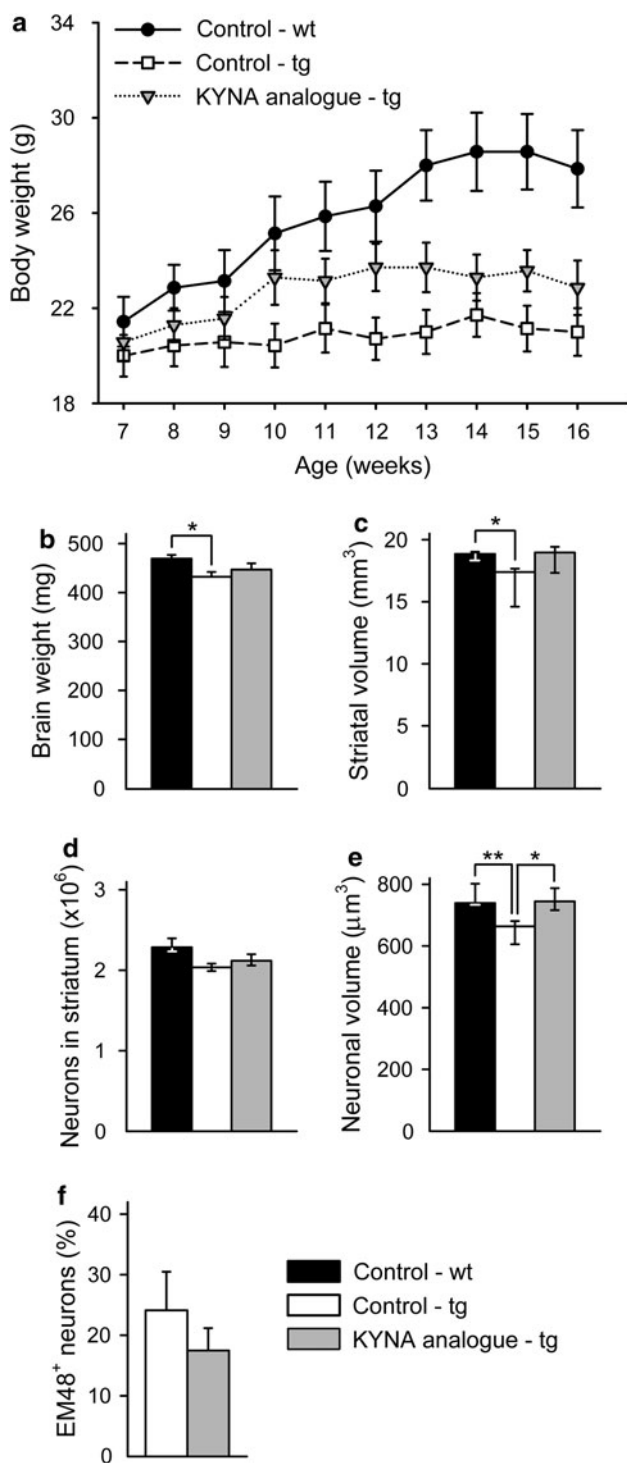 a
34
30
26
22
18
Body weight (g)
Control - wt
Control - tg
KYNA analogue - tg
7 8 9 10 11 12 13 14 15 16
Age (weeks)
b
*
500
400
300
200
100
0
Brain weight (mg)
c
*
20
15
10
5
0
Striatal volume (mm³)
d
3
2
1
0
Neurons in striatum (x10⁶)
e
** *
800
600
400
200
0
Neuronal volume (μm³)
f
40
30
20
10
0
EM48⁺ neurons (%)
Control - wt
Control - tg
KYNA analogue - tg